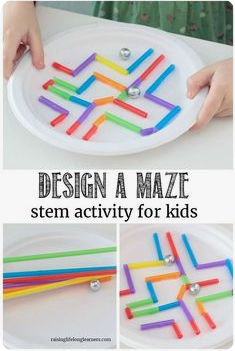 DESIGN A MAZE
stem activity for kids
raisinglifelonglearners.com